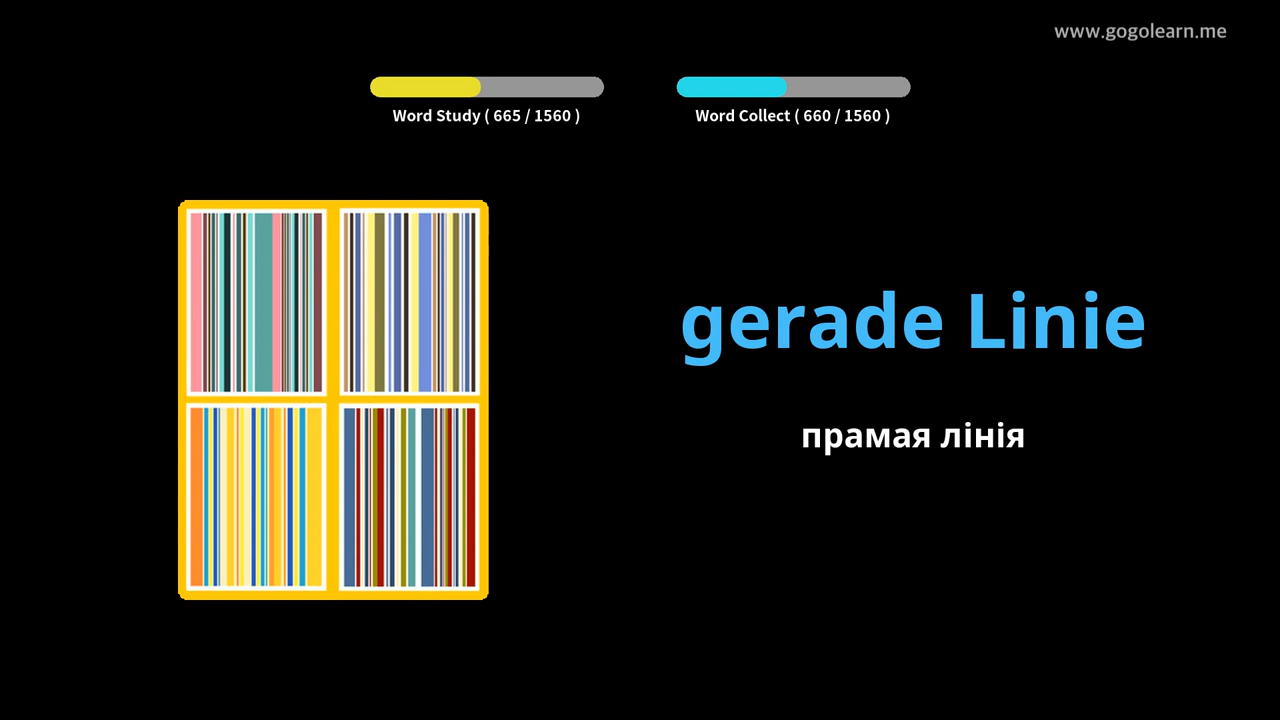 www.gogolearn.me
Word Study ( 665 / 1560 )
Word Collect ( 660 / 1560 )
gerade Linie
прамая лінія